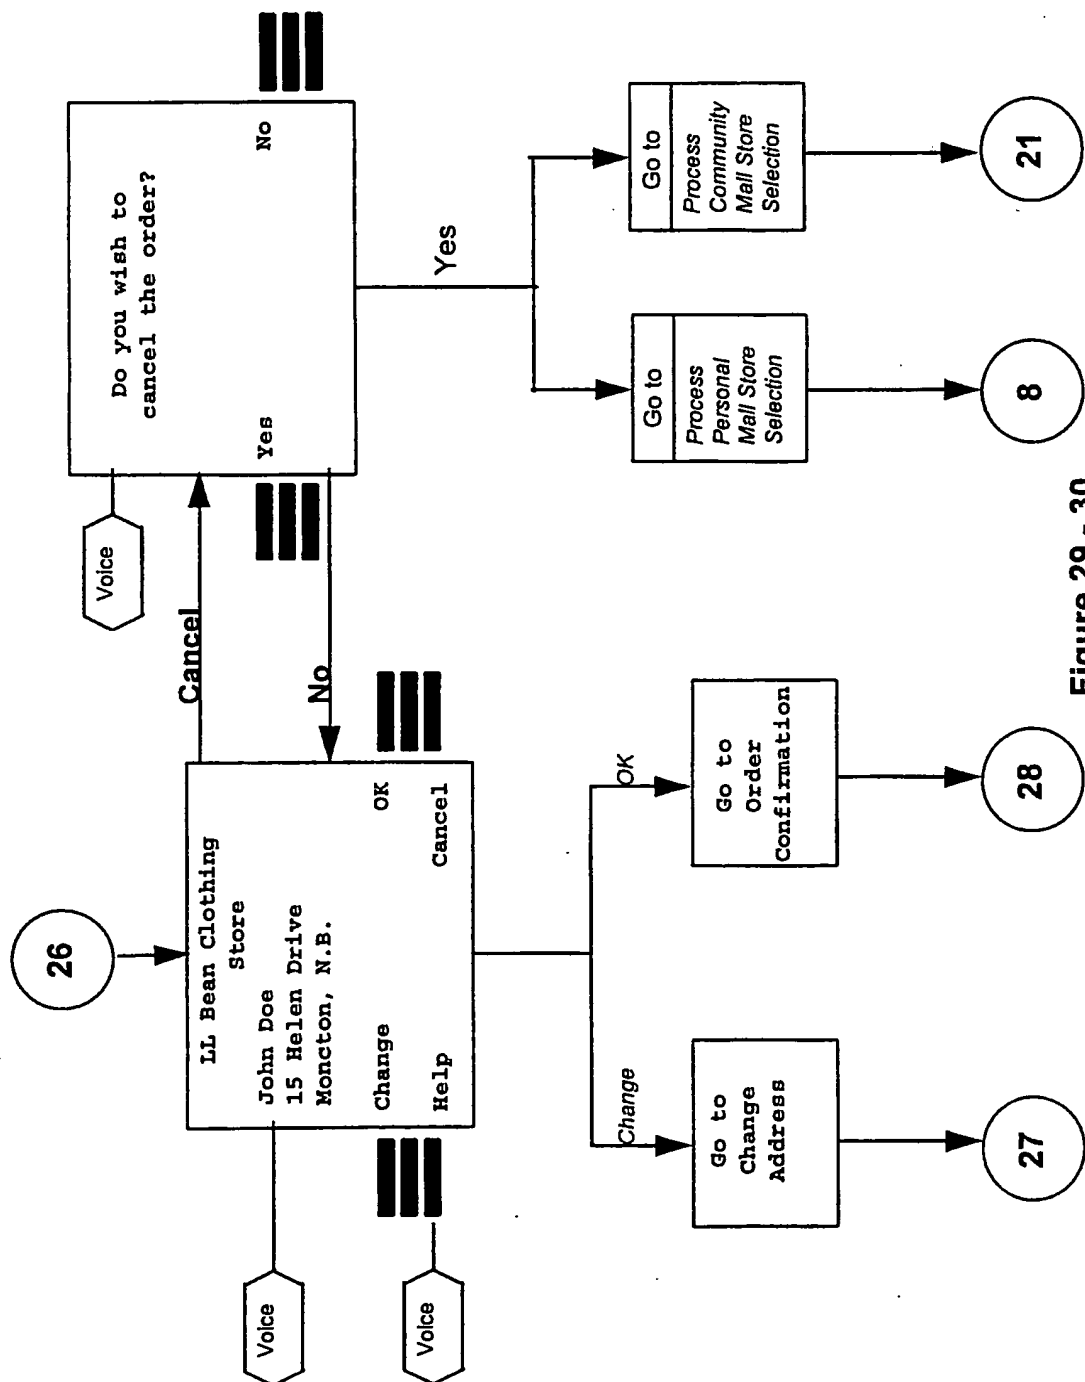 26
LL Bean Clothing
Store
John Doe
15 Helen Drive
Moncton, N.B.
Change OK
Help Cancel
Voice
Voice
Cancel
No
Voice
Do you wish to
cancel the order?
Yes No
Change
OK
Go to
Change
Address
27
Go to
Order
Confirmation
28
Yes
Go to
Process
Personal
Mall Store
Selection
8
Go to
Process
Community
Mall Store
Selection
21
Figure 29 - 30